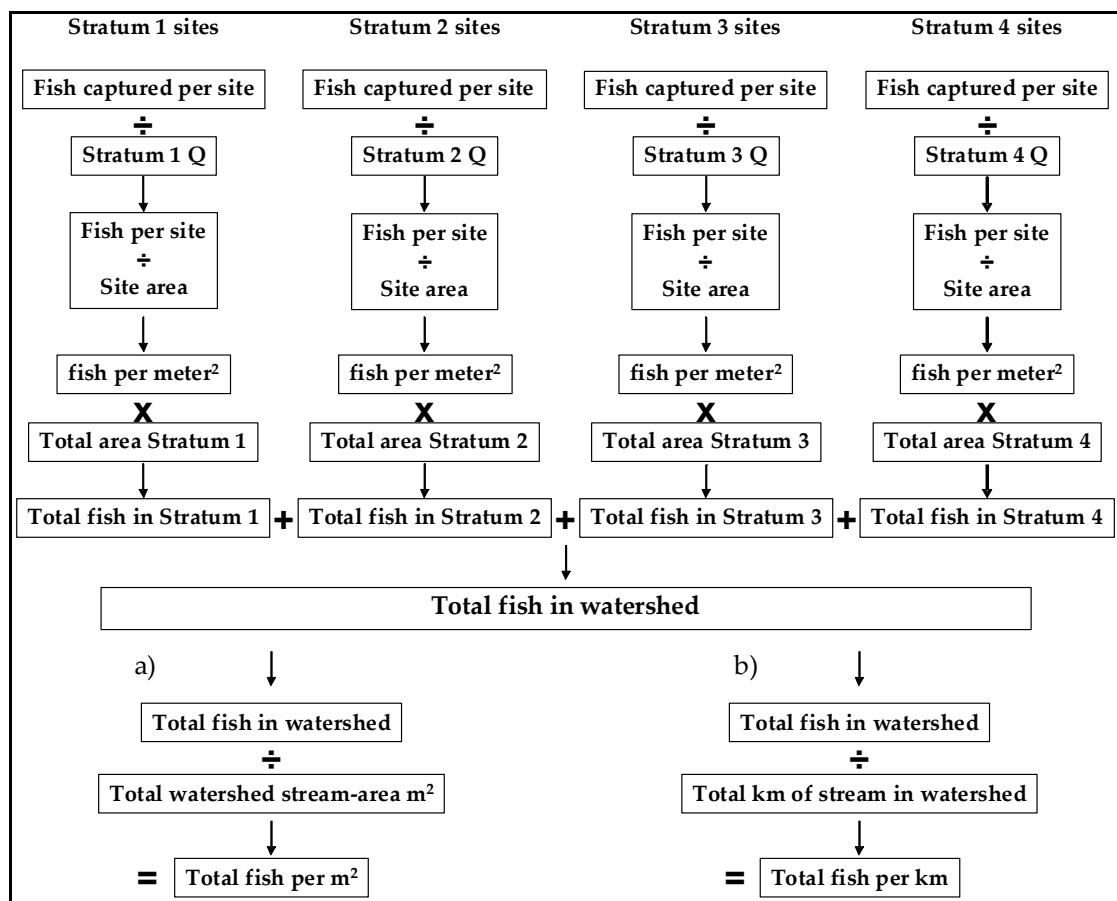 Stratum 1 sites Stratum 2 sites Stratum 3 sites Stratum 4 sites
Fish captured per site Fish captured per site Fish captured per site Fish captured per site
÷ ÷ ÷ ÷
Stratum 1 Q Stratum 2 Q Stratum 3 Q Stratum 4 Q
Fish per site Fish per site Fish per site Fish per site
÷ ÷ ÷ ÷
Site area Site area Site area Site area
fish per meter² fish per meter² fish per meter² fish per meter²
X X X X
Total area Stratum 1 Total area Stratum 2 Total area Stratum 3 Total area Stratum 4
Total fish in Stratum 1 + Total fish in Stratum 2 + Total fish in Stratum 3 + Total fish in Stratum 4
Total fish in watershed
a) b)
Total fish in watershed Total fish in watershed
÷ ÷
Total watershed stream-area m² Total km of stream in watershed
= Total fish per m² = Total fish per km